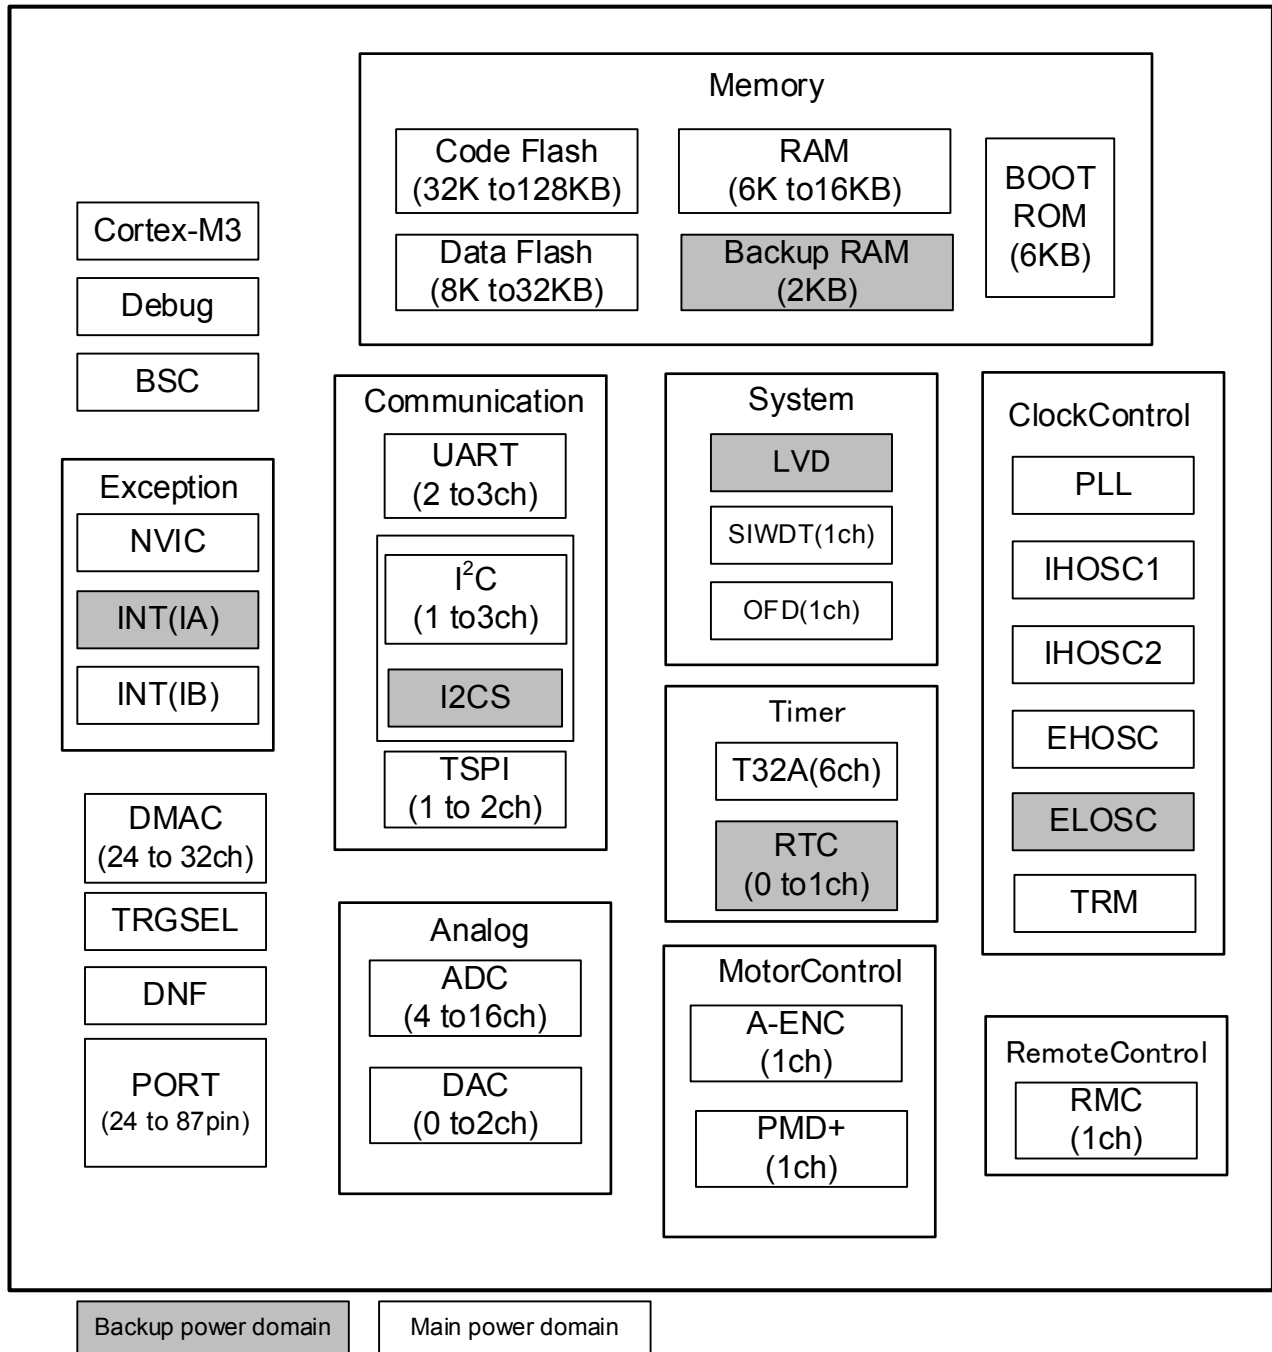 Memory
Code Flash
(32K to128KB)
RAM
(6K to16KB)
BOOT
ROM
(6KB)
Data Flash
(8K to32KB)
Backup RAM
(2KB)
Cortex-M3
Debug
BSC
Exception
NVIC
INT(IA)
INT(IB)
DMAC
(24 to 32ch)
TRGSEL
DNF
PORT
(24 to 87pin)
Communication
UART
(2 to3ch)
I²C
(1 to3ch)
I2CS
TSPI
(1 to 2ch)
Analog
ADC
(4 to16ch)
DAC
(0 to2ch)
System
LVD
SIWDT(1ch)
OFD(1ch)
Timer
T32A(6ch)
RTC
(0 to1ch)
MotorControl
A-ENC
(1ch)
PMD+
(1ch)
ClockControl
PLL
IHOSC1
IHOSC2
EHOSC
ELOSC
TRM
RemoteControl
RMC
(1ch)
Backup power domain
Main power domain